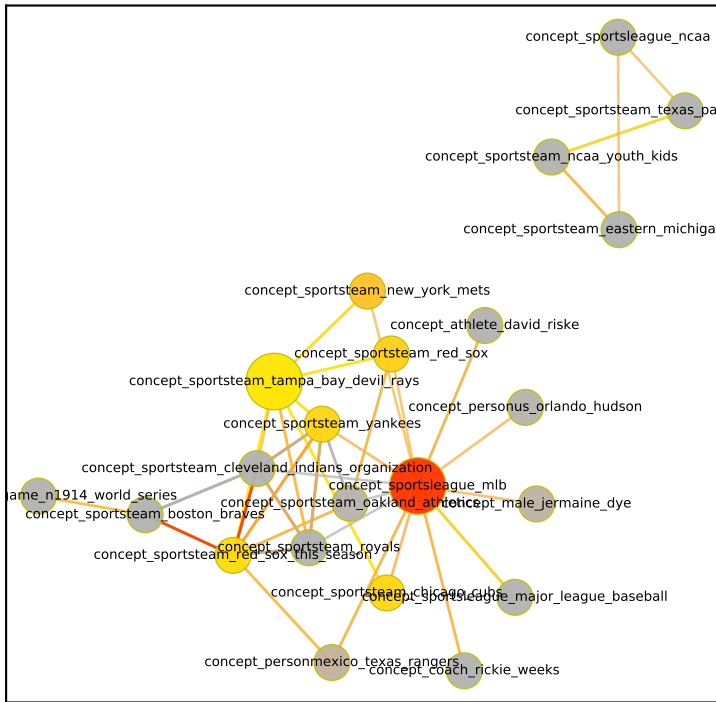 concept_sportsleague_ncaa
concept_sportsteam_texas_pa
concept_sportsteam_ncaa_youth_kids
concept_sportsteam_eastern_michiga
concept_sportsteam_new_york_mets
concept_athlete_david_riske
concept_sportsteam_red_sox
concept_sportsteam_tampa_bay_devil_rays
concept_personus_orlando_hudson
concept_sportsteam_yankees
concept_sportsteam_cleveland_indians_organization
concept_sportsleague_mlb
game_n1914_world_series
concept_sportsteam_oakland_athletics
concept_male_jermaine_dye
concept_sportsteam_boston_braves
concept_sportsteam_royals
concept_sportsteam_red_sox_this_season
concept_sportsteam_chicago_cubs
concept_sportsleague_major_league_baseball
concept_personmexico_texas_rangers
concept_coach_rickie_weeks